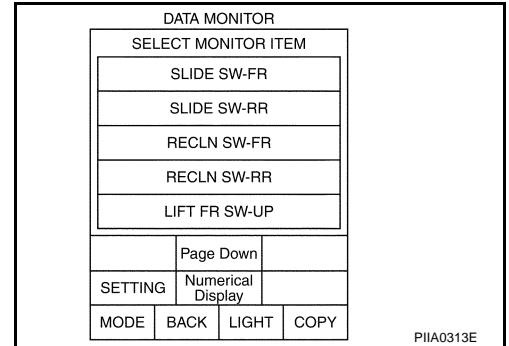 DATA MONITOR
SELECT MONITOR ITEM
SLIDE SW-FR
SLIDE SW-RR
RECLN SW-FR
RECLN SW-RR
LIFT FR SW-UP
Page Down
SETTING
Numerical
Display
MODE BACK LIGHT COPY
PIIA0313E